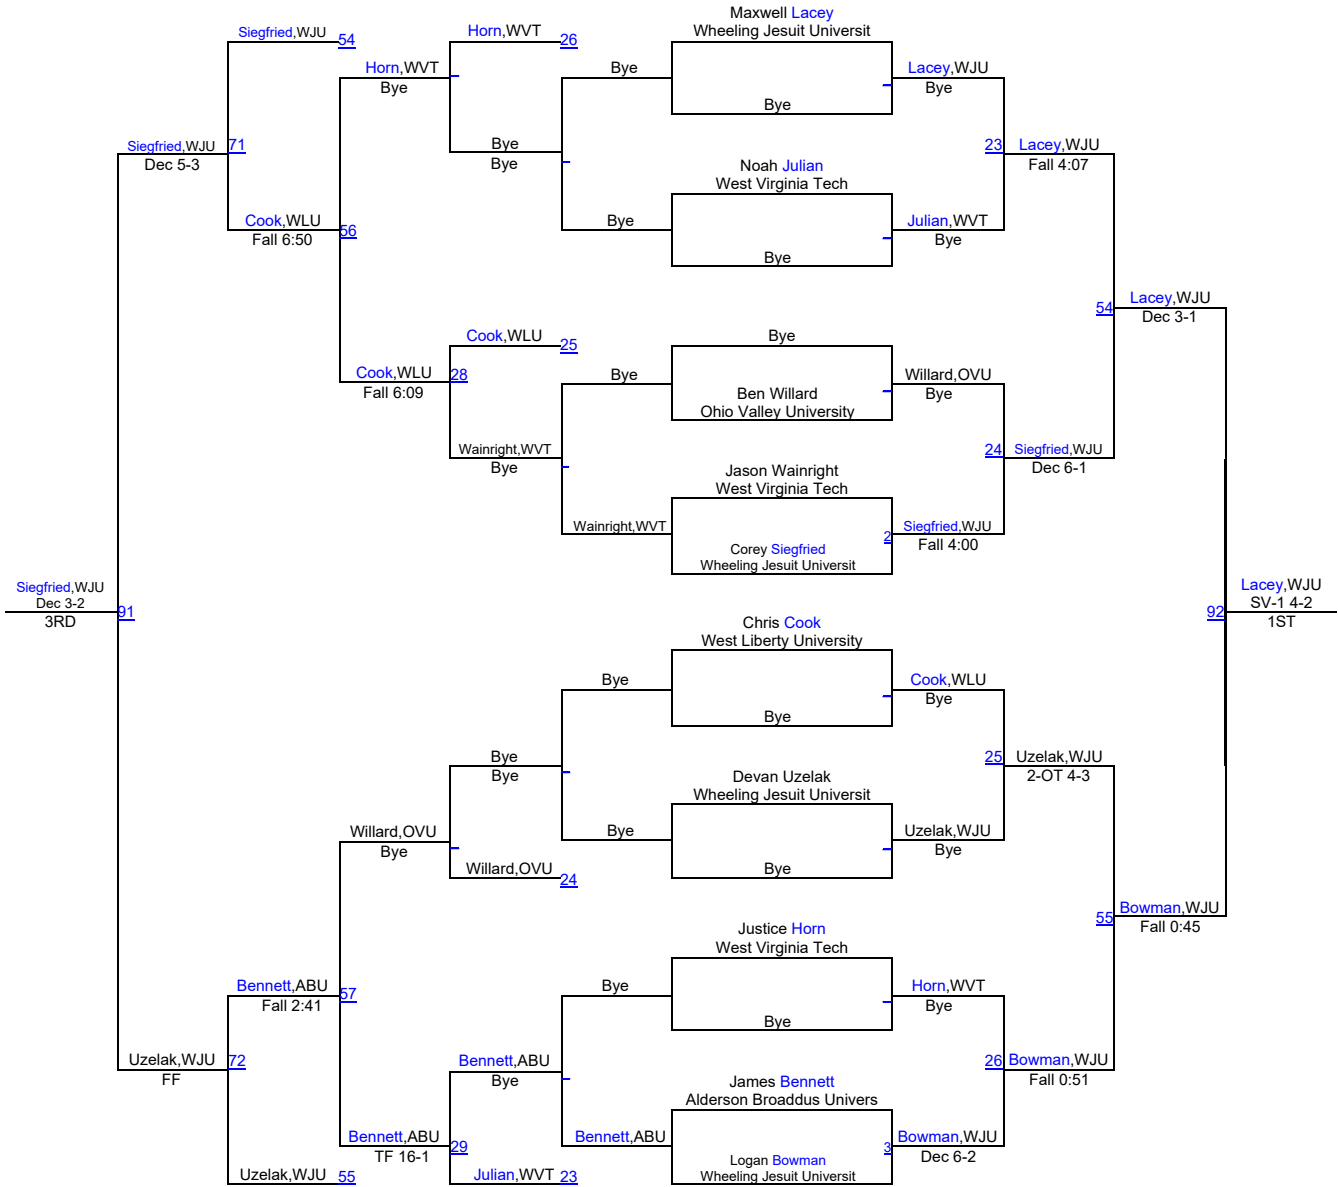 Maxwell Lacey
Wheeling Jesuit Universit
Bye
Noah Julian
West Virginia Tech
Bye
Bye
Ben Willard
Ohio Valley University
Jason Wainright
West Virginia Tech
Corey Siegfried
Wheeling Jesuit Universit
2
Chris Cook
West Liberty University
Bye
Devan Uzelak
Wheeling Jesuit Universit
Bye
Justice Horn
West Virginia Tech
Bye
James Bennett
Alderson Broaddus Univers
Logan Bowman
Wheeling Jesuit Universit
3
Lacey,WJU
Bye
Julian,WVT
Bye
Willard,OVU
Bye
Siegfried,WJU
Fall 4:00
Cook,WLU
Bye
Uzelak,WJU
Bye
Horn,WVT
Bye
Bowman,WJU
Dec 6-2
23 Lacey,WJU
Fall 4:07
24 Siegfried,WJU
Dec 6-1
25 Uzelak,WJU
2-OT 4-3
26 Bowman,WJU
Fall 0:51
54 Lacey,WJU
Dec 3-1
55 Bowman,WJU
Fall 0:45
Lacey,WJU
92 SV-1 4-2
1ST
Bye
Bye
Bye
Wainright,WVT
Bye
Bye
Bye
Bennett,ABU
Horn,WVT 26
Bye
Bye
Cook,WLU 25
Wainright,WVT
Bye
Bye
Bye
Willard,OVU 24
Bennett,ABU
Bye
Julian,WVT 23
Horn,WVT
Bye
Cook,WLU 28
Fall 6:09
Willard,OVU
Bye
Bennett,ABU 29
TF 16-1
Siegfried,WJU 54
Cook,WLU 56
Fall 6:50
Bennett,ABU 57
Fall 2:41
Uzelak,WJU 55
Siegfried,WJU 71
Dec 5-3
Uzelak,WJU 72
FF
Siegfried,WJU
Dec 3-2 91
3RD